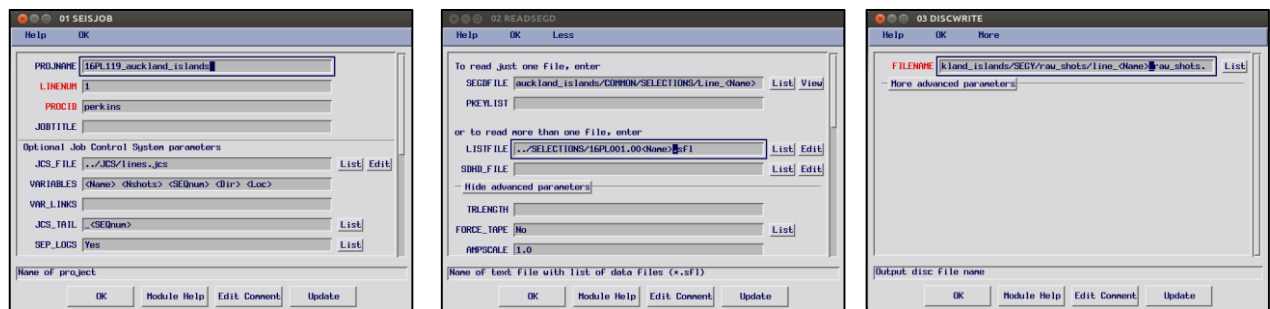 01 SEISJOB
Help OK
PROJNAME 16PL119_auckland_islands
LINENUM 1
PROCID perkins
JOBTITLE
Optional Job Control System parameters
JCS_FILE ../JCS/lines.jcs List Edit
VARIABLES <Name> <Nshots> <SEQnum> <Dir> <Loc>
VAR_LINKS
JCS_TAIL _<SEQnum> List
SEP_LOGS Yes List
Name of project
OK Module Help Edit Comment Update
02 READSEGD
Help OK Less
To read just one file, enter
SEGDFILE auckland_islands/COMMON/SELECTIONS/Line_<Name> List View
PKEYLIST
or to read more than one file, enter
LISTFILE ../SELECTIONS/16PL001.00<Name>.sfl List Edit
SDHD_FILE List Edit
Hide advanced parameters
TRLENGTH
FORCE_TAPE No List
AMPSCALE 1.0
Name of text file with list of data files (*.sfl)
OK Module Help Edit Comment Update
03 DISCWRITE
Help OK More
FILENAME kland_islands/SEGY/raw_shots/line_<Name>_raw_shots. List
More advanced parameters
Output disc file name
OK Module Help Edit Comment Update